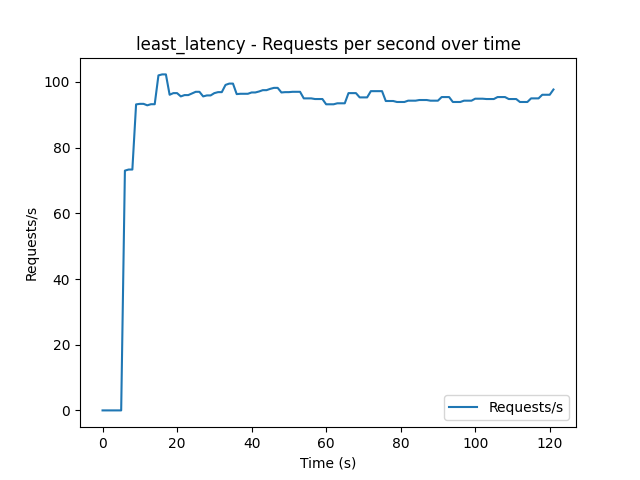 least_latency - Requests per second over time
100
80
60
40
20
0
Requests/s
Requests/s
0 20 40 60 80 100 120
Time (s)